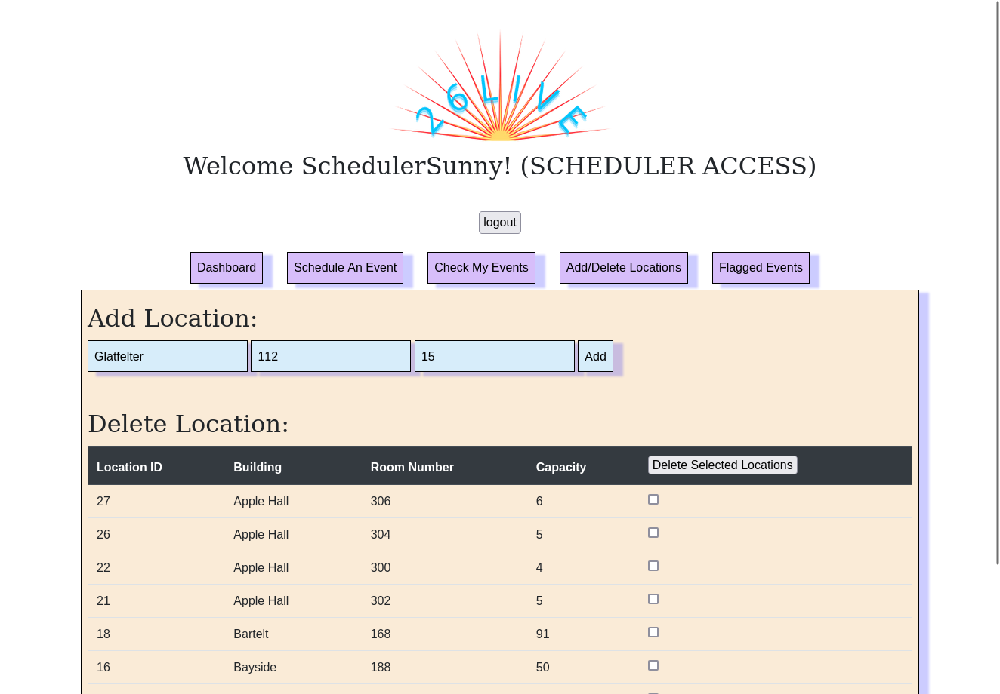 26 LIVE
Welcome SchedulerSunny! (SCHEDULER ACCESS)
logout
Dashboard Schedule An Event Check My Events Add/Delete Locations Flagged Events
Add Location:
Glatfelter 112 15 Add
Delete Location:
Location ID Building Room Number Capacity Delete Selected Locations
27 Apple Hall 306 6
26 Apple Hall 304 5
22 Apple Hall 300 4
21 Apple Hall 302 5
18 Bartelt 168 91
16 Bayside 188 50